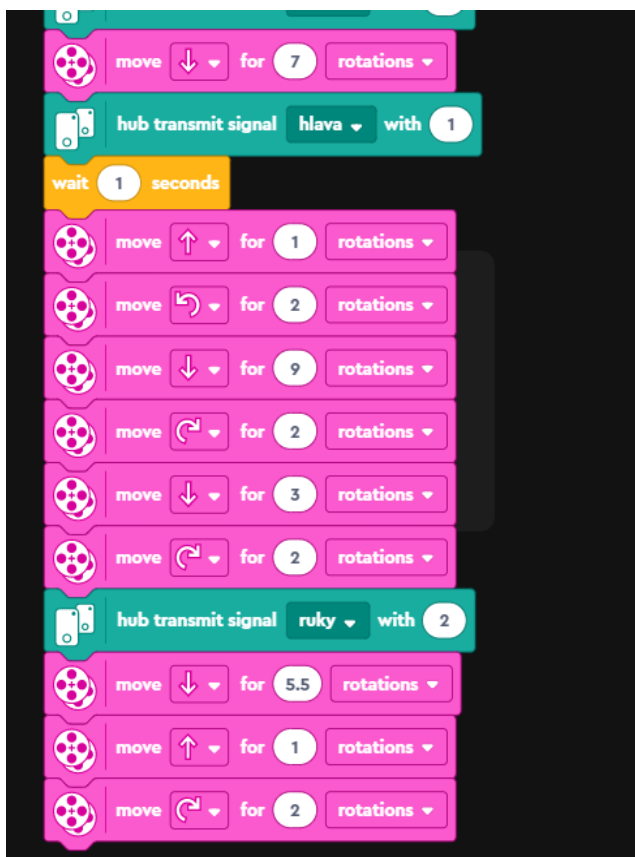 move for 7 rotations
hub transmit signal hlava with 1
wait 1 seconds
move for 1 rotations
move for 2 rotations
move for 9 rotations
move for 2 rotations
move for 3 rotations
move for 2 rotations
hub transmit signal ruky with 2
move for 5.5 rotations
move for 1 rotations
move for 2 rotations